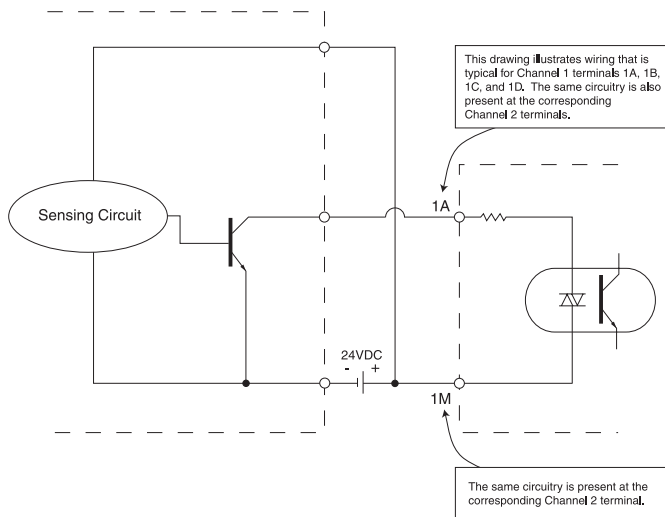 This drawing illustrates wiring that is
typical for Channel 1 terminals 1A, 1B,
1C, and 1D. The same circuitry is also
present at the corresponding
Channel 2 terminals.
1A
Sensing Circuit
24VDC
- +
1M
The same circuitry is present at the
corresponding Channel 2 terminal.